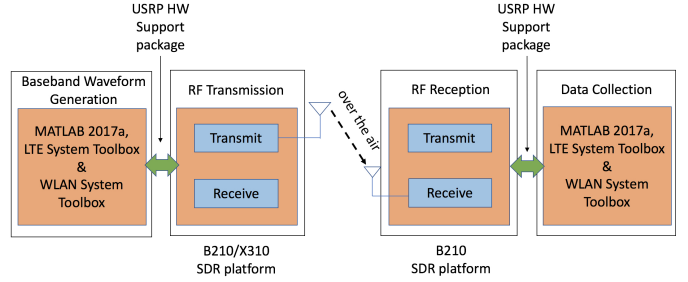 USRP HW
Support
package
USRP HW
Support
package
Baseband Waveform
Generation
MATLAB 2017a,
LTE System Toolbox
&
WLAN System
Toolbox
RF Transmission
Transmit
Receive
B210/X310
SDR platform
over the air
RF Reception
Transmit
Receive
B210
SDR platform
Data Collection
MATLAB 2017a,
LTE System Toolbox
&
WLAN System
Toolbox